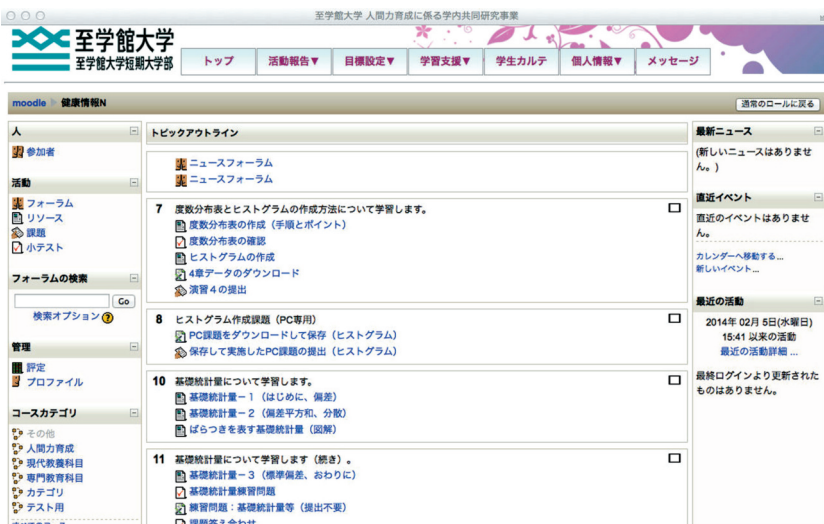 至学館大学 人間力育成に係る学内共同研究事業
至学館大学
至学館大学短期大学部
トップ
活動報告▼
目標設定▼
学習支援▼
学生カルテ
個人情報▼
メッセージ
moodle 健康情報N
通常のロールに戻る
人
参加者
活動
フォーラム
リソース
課題
小テスト
フォーラムの検索
Go
検索オプション
管理
評定
プロファイル
コースカテゴリ
その他
人間力育成
現代教養科目
専門教育科目
カテゴリ
テスト用
トピックアウトライン
ニュースフォーラム
ニュースフォーラム
7 度数分布表とヒストグラムの作成方法について学習します。
度数分布表の作成（手順とポイント）
度数分布表の確認
ヒストグラムの作成
4章データのダウンロード
演習４の提出
8 ヒストグラム作成課題（PC専用）
PC課題をダウンロードして保存（ヒストグラム）
保存して実施したPC課題の提出（ヒストグラム）
10 基礎統計量について学習します。
基礎統計量－１（はじめに、偏差）
基礎統計量－２（偏差平方和、分散）
ばらつきを表す基礎統計量（図解）
11 基礎統計量について学習します（続き）。
基礎統計量－３（標準偏差、おわりに）
基礎統計量練習問題
練習問題：基礎統計量等（提出不要）
課題答え合わせ
最新ニュース
(新しいニュースはありませ
ん。)
直近イベント
直近のイベントはありませ
ん。
カレンダーへ移動する...
新しいイベント...
最近の活動
2014年 02月 5日(水曜日)
15:41 以来の活動
最近の活動詳細 ...
最終ログインより更新された
ものはありません。